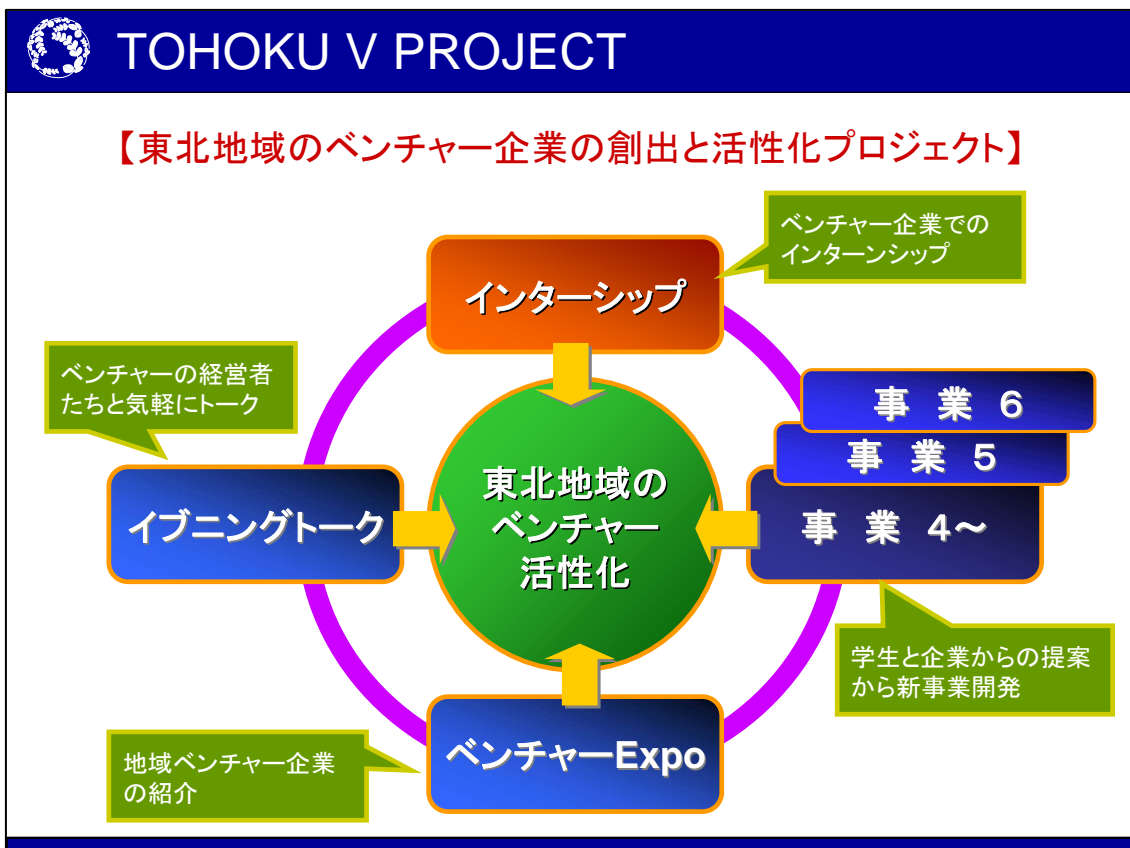 TOHOKU V PROJECT
【東北地域のベンチャー企業の創出と活性化プロジェクト】
ベンチャー企業での
インターンシップ
インターシップ
ベンチャーの経営者
たちと気軽にトーク
事 業 6
事 業 5
事 業 4~
イブニングトーク
東北地域の
ベンチャー
活性化
学生と企業からの提案
から新事業開発
ベンチャーExpo
地域ベンチャー企業
の紹介